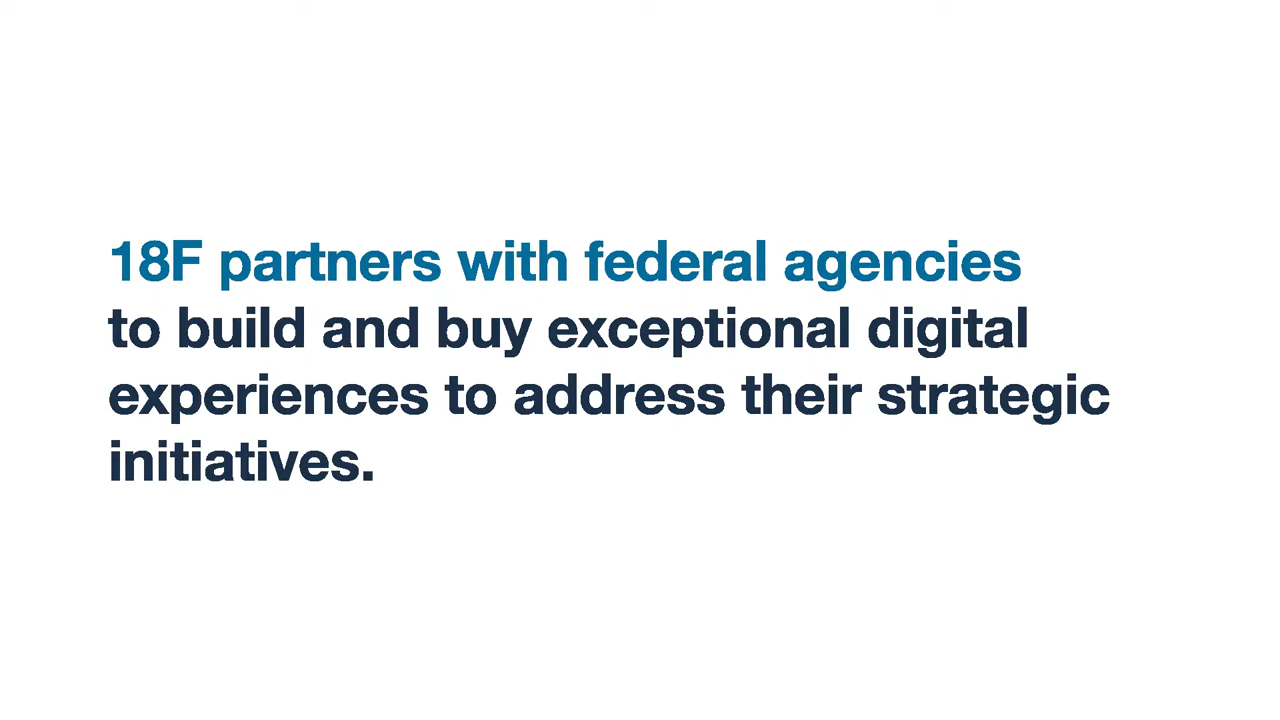 18F partners with federal agencies
to build and buy exceptional digital
experiences to address their strategic
initiatives.